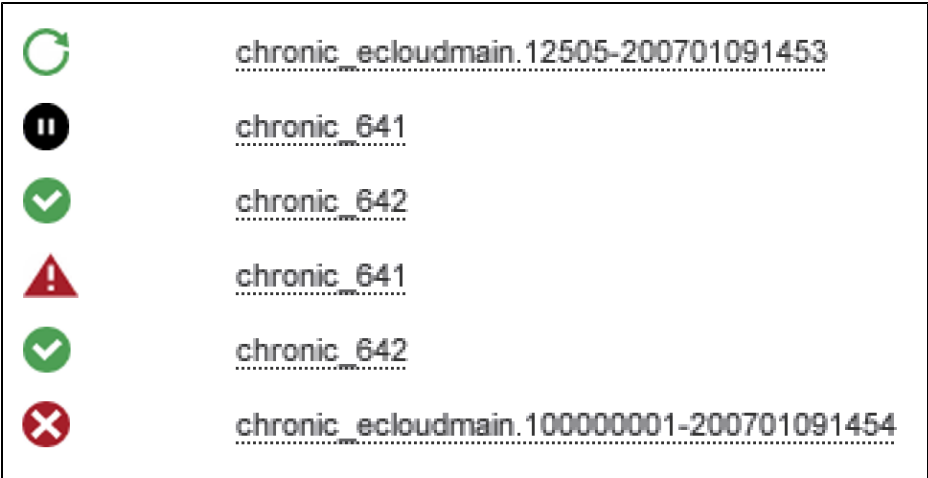 chronic_ecloudmain.12505-200701091453
chronic_641
chronic_642
chronic_641
chronic_642
chronic_ecloudmain.100000001-200701091454